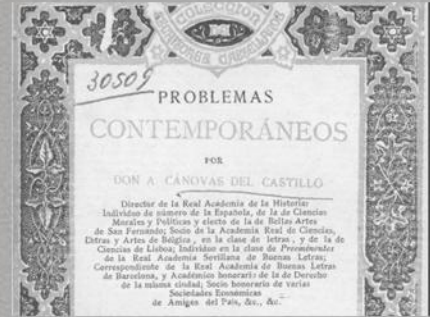 COLECCION
ESCRITORES CASTELLANOS
30509
PROBLEMAS
CONTEMPORÁNEOS
POR
DON A. CÁNOVAS DEL CASTILLO
Director de la Real Academia de la Historia:
Individuo de número de la Española, de la de Ciencias
Morales y Políticas y electo de la de Bellas Artes
de San Fernando; Socio de la Academia Real de Ciencias,
Letras y Artes de Bélgica, en la clase de letras, y de la de
Ciencias de Lisboa; Individuo en la clase de Preeminentes
de la Real Academia Sevillana de Buenas Letras;
Correspondiente de la Real Academia de Buenas Letras
de Barcelona, y Académico honorario de la de Derecho
de la misma ciudad; Socio honorario de varias
Sociedades Económicas
de Amigos del País, &c., &c.